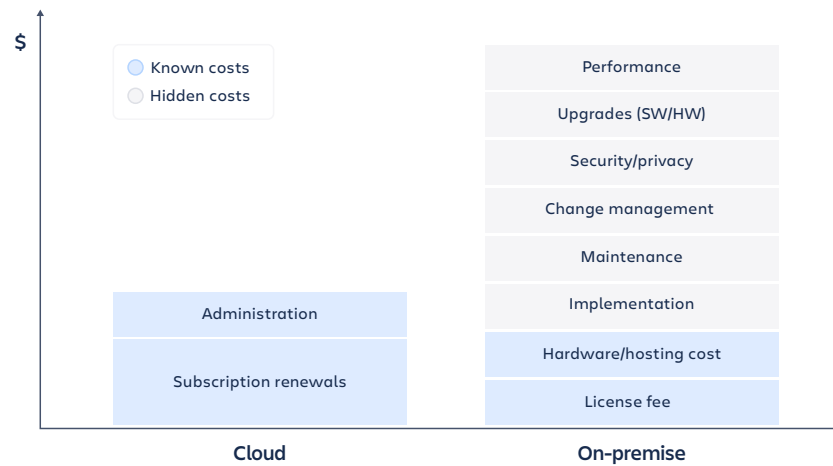 $
Known costs
Hidden costs
Administration
Subscription renewals
Performance
Upgrades (SW/HW)
Security/privacy
Change management
Maintenance
Implementation
Hardware/hosting cost
License fee
Cloud
On-premise